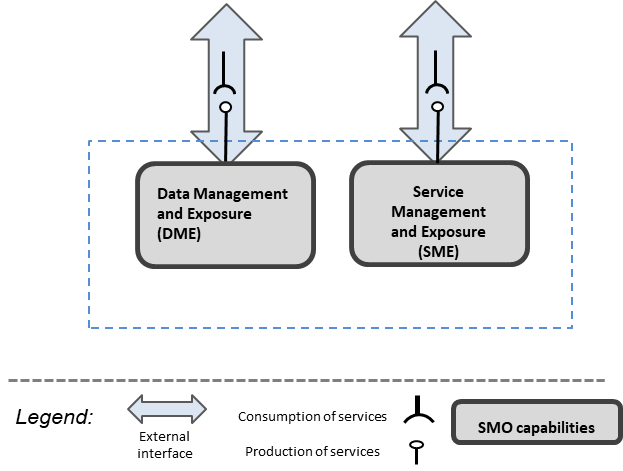 Data Management
and Exposure
(DME)
Service
Management
and Exposure
(SME)
Legend:
External
interface
Consumption of services
Production of services
SMO capabilities